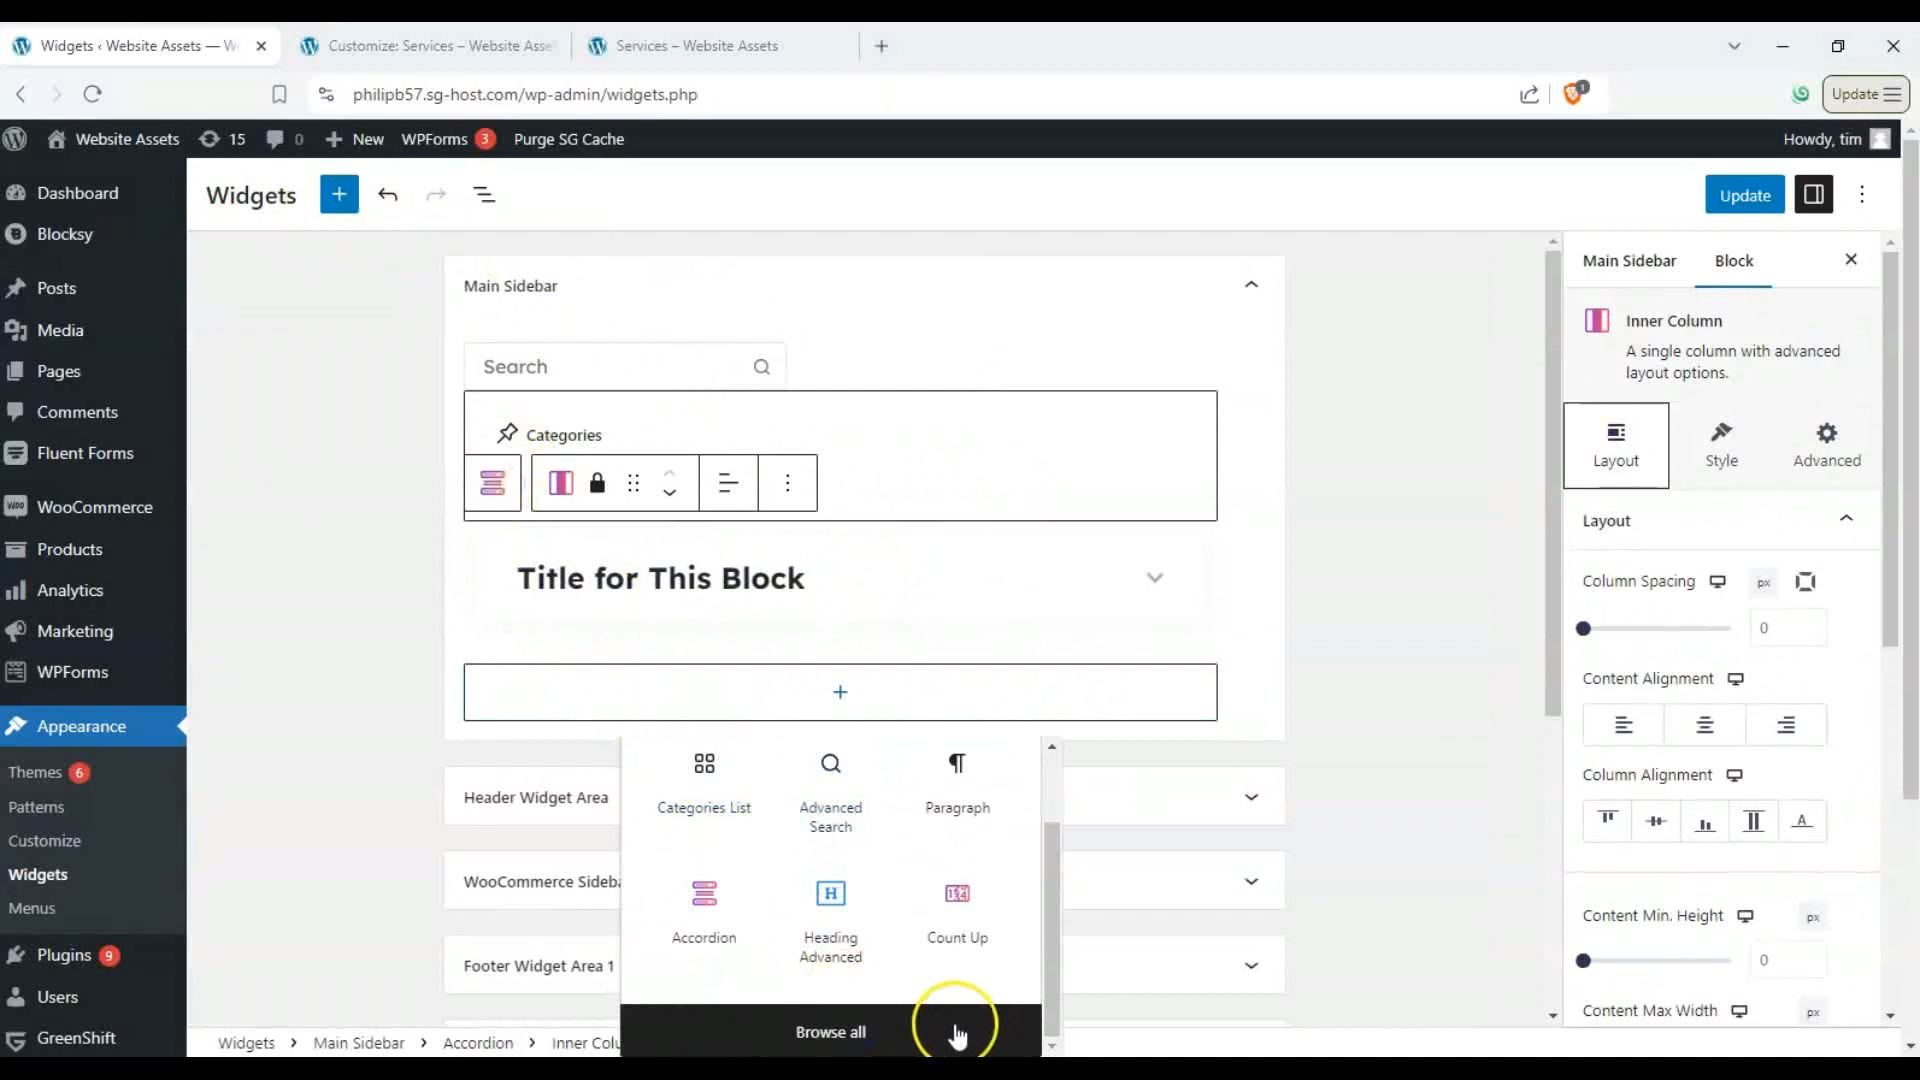 Widgets ‹ Website Assets — W
Customize: Services – Website Asse
Services – Website Assets
philipb57.sg-host.com/wp-admin/widgets.php
1
Update
Website Assets
15
0
New
WPForms 3
Purge SG Cache
Howdy, tim
Dashboard
Blocksy
Posts
Media
Pages
Comments
Fluent Forms
WooCommerce
Products
Analytics
Marketing
WPForms
Appearance
Themes 6
Patterns
Customize
Widgets
Menus
Plugins 9
Users
GreenShift
Widgets
Update
Main Sidebar
Search
Categories
Title for This Block
Header Widget Area
WooCommerce Sideba
Footer Widget Area 1
Categories List
Advanced
Search
Paragraph
Accordion
Heading
Advanced
Count Up
Browse all
Widgets
Main Sidebar
Accordion
Inner Colu
Main Sidebar
Block
Inner Column
A single column with advanced
layout options.
Layout
Style
Advanced
Layout
Column Spacing
px
0
Content Alignment
Column Alignment
Content Min. Height
px
0
Content Max Width
px